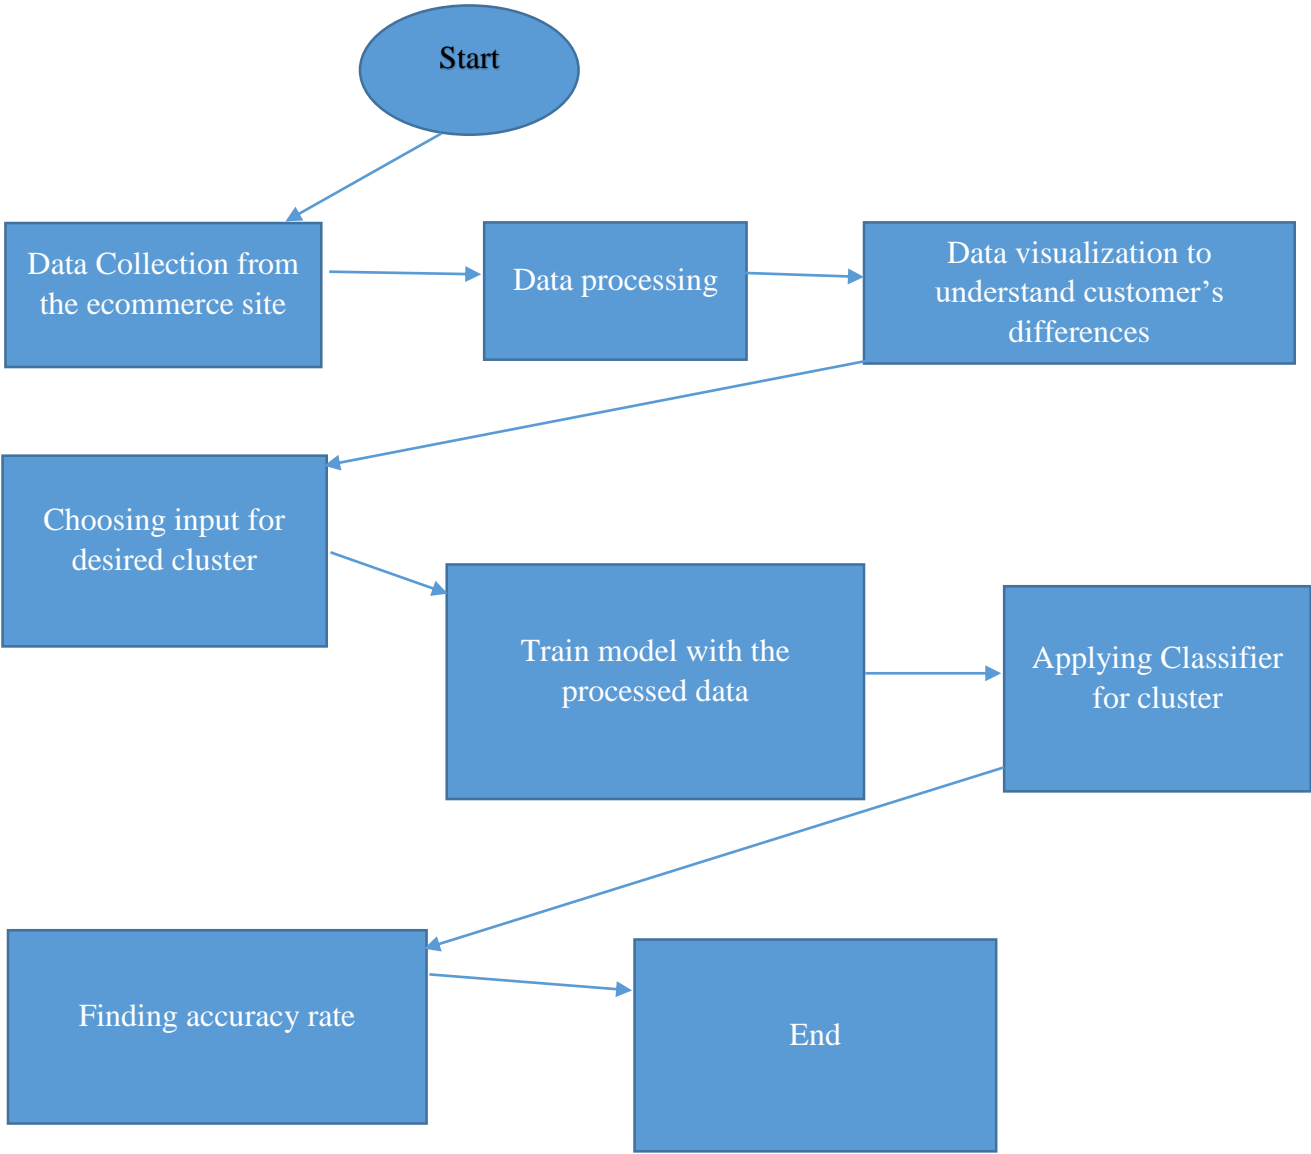 Start
Data Collection from
the ecommerce site
Data processing
Data visualization to
understand customer’s
differences
Choosing input for
desired cluster
Train model with the
processed data
Applying Classifier
for cluster
Finding accuracy rate
End